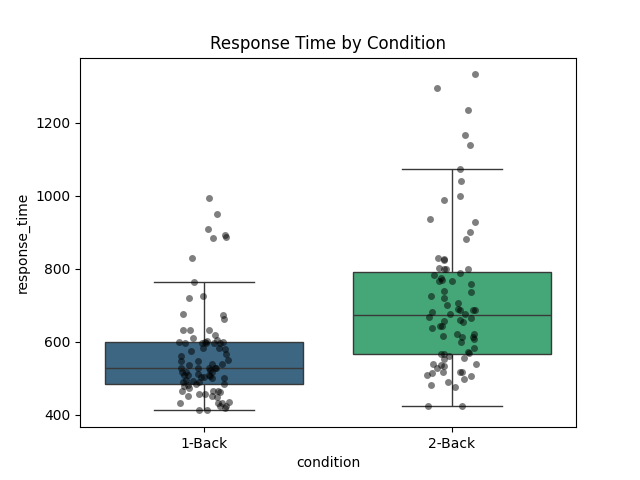 Response Time by Condition
response_time
1200
1000
800
600
400
1-Back
2-Back
condition